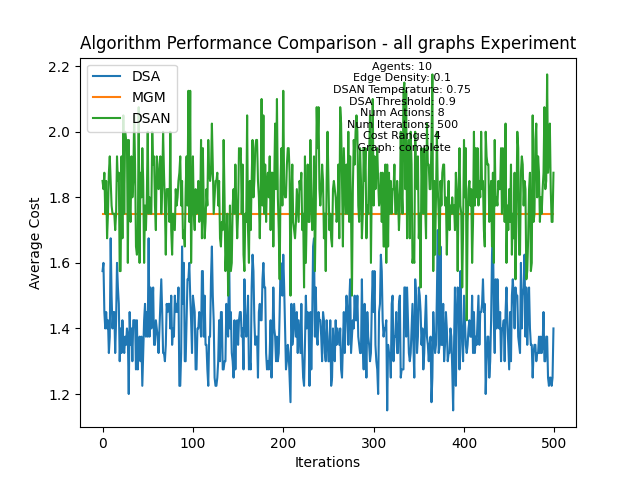 Algorithm Performance Comparison - all graphs Experiment
DSA
MGM
DSAN
Agents: 10
Edge Density: 0.1
DSAN Temperature: 0.75
DSA Threshold: 0.9
Num Actions: 8
Num Iterations: 500
Cost Range: 4
Graph: complete
2.2
2.0
1.8
1.6
1.4
1.2
Average Cost
0
100
200
300
400
500
Iterations